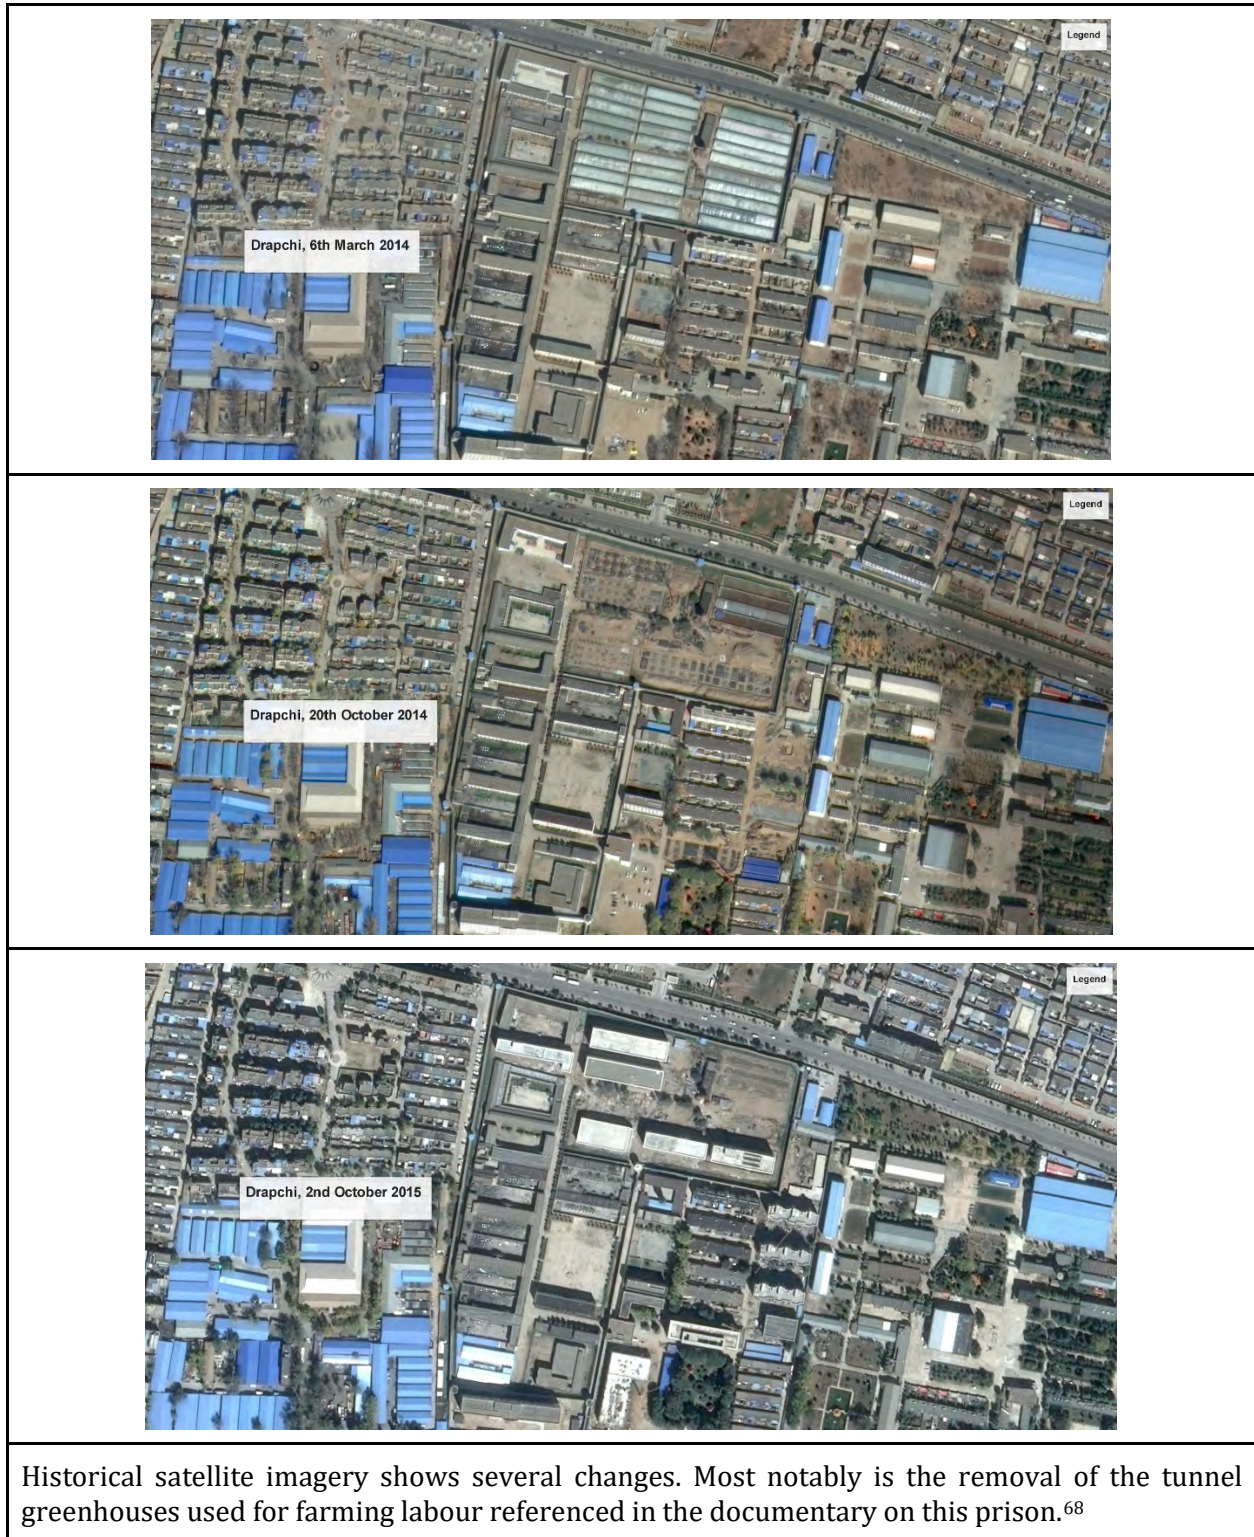 Legend
Drapchi, 6th March 2014
Legend
Drapchi, 20th October 2014
Legend
Drapchi, 2nd October 2015
Historical satellite imagery shows several changes. Most notably is the removal of the tunnel
greenhouses used for farming labour referenced in the documentary on this prison.68